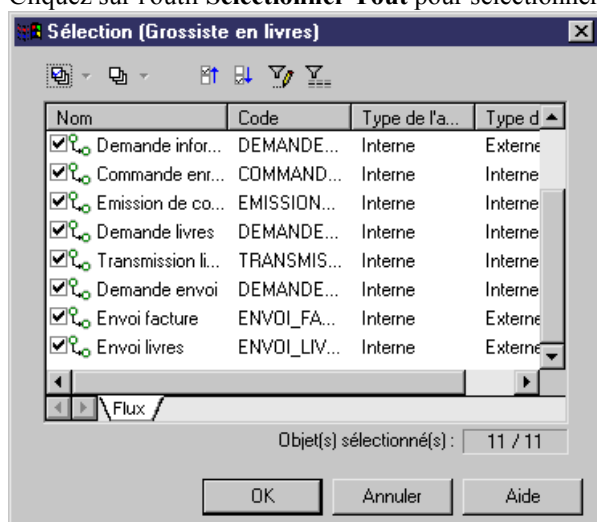 Cliquez sur l'outil Sélectionner Tout pour sélectionner
Sélection (Grossiste en livres)
Nom Code Type de l'a... Type d
Demande infor... DEMANDE... Interne Externe
Commande enr... COMMAND... Interne Interne
Emission de co... EMISSION... Interne Interne
Demande livres DEMANDE... Interne Interne
Transmission li... TRANSMIS... Interne Interne
Demande envoi DEMANDE... Interne Interne
Envoi facture ENVOI_FA... Interne Externe
Envoi livres ENVOI_LIV... Interne Externe
Flux
Objet(s) sélectionné(s) : 11 / 11
OK Annuler Aide